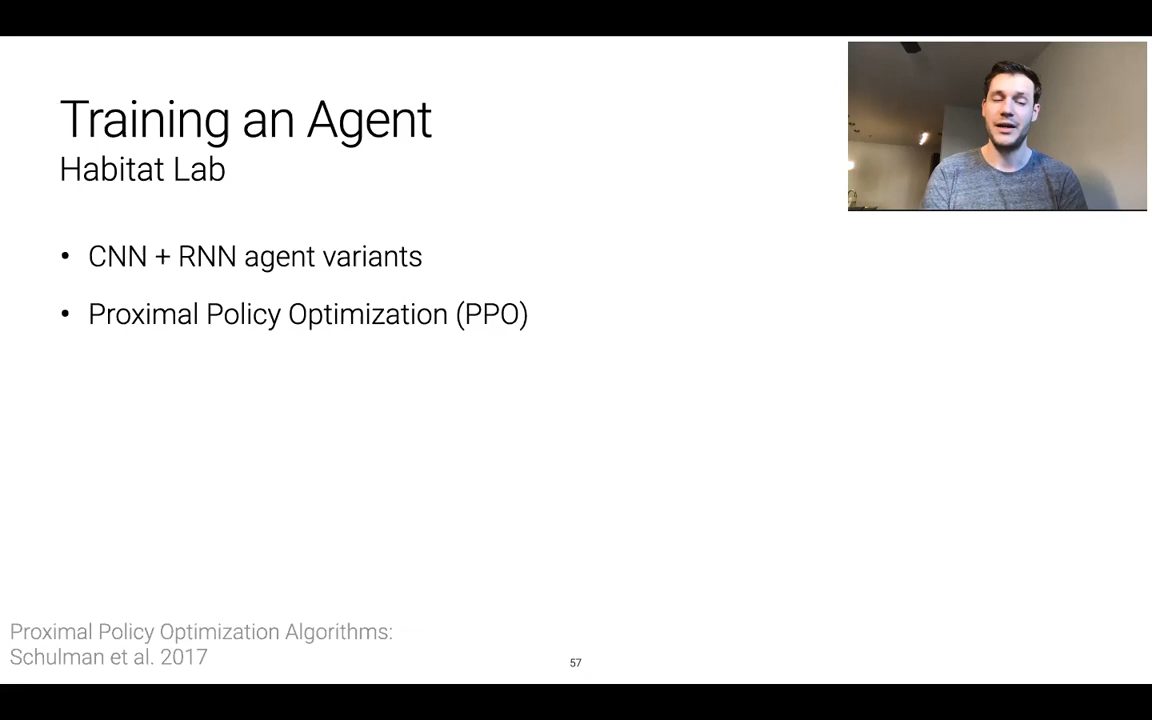 Training an Agent
Habitat Lab
• CNN + RNN agent variants
• Proximal Policy Optimization (PPO)
Proximal Policy Optimization Algorithms:
Schulman et al. 2017
57